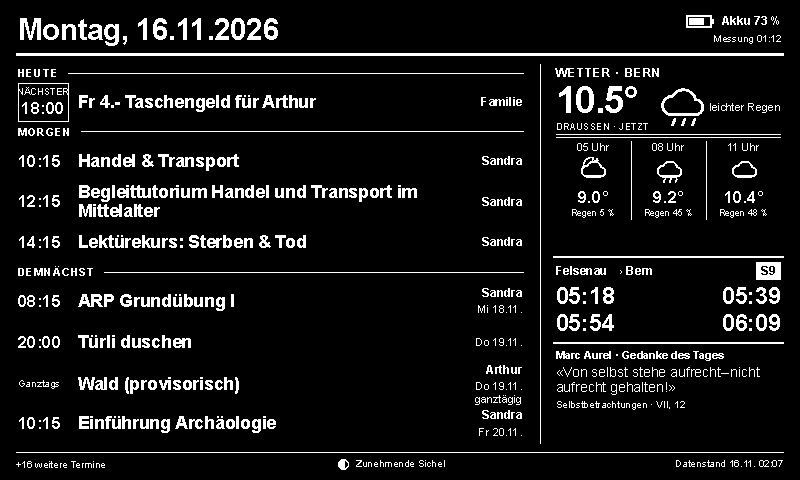 Montag, 16.11.2026
Akku 73 %
Messung 01:12
HEUTE
NÄCHSTER
18:00 Fr 4.- Taschengeld für Arthur Familie
MORGEN
10:15 Handel & Transport Sandra
12:15 Begleittutorium Handel und Transport im
Mittelalter Sandra
14:15 Lektürekurs: Sterben & Tod Sandra
DEMNÄCHST
08:15 ARP Grundübung I Sandra
Mi 18.11.
20:00 Türli duschen Do 19.11.
Ganztags Wald (provisorisch) Arthur
Do 19.11.
ganztägig
10:15 Einführung Archäologie Sandra
Fr 20.11.
WETTER · BERN
10.5° leichter Regen
DRAUSSEN · JETZT
05 Uhr 08 Uhr 11 Uhr
9.0° 9.2° 10.4°
Regen 5 % Regen 45 % Regen 48 %
Felsenau › Bern S9
05:18 05:39
05:54 06:09
Marc Aurel · Gedanke des Tages
«Von selbst stehe aufrecht–nicht
aufrecht gehalten!»
Selbstbetrachtungen · VII, 12
+16 weitere Termine Zunehmende Sichel Datenstand 16.11. 02:07